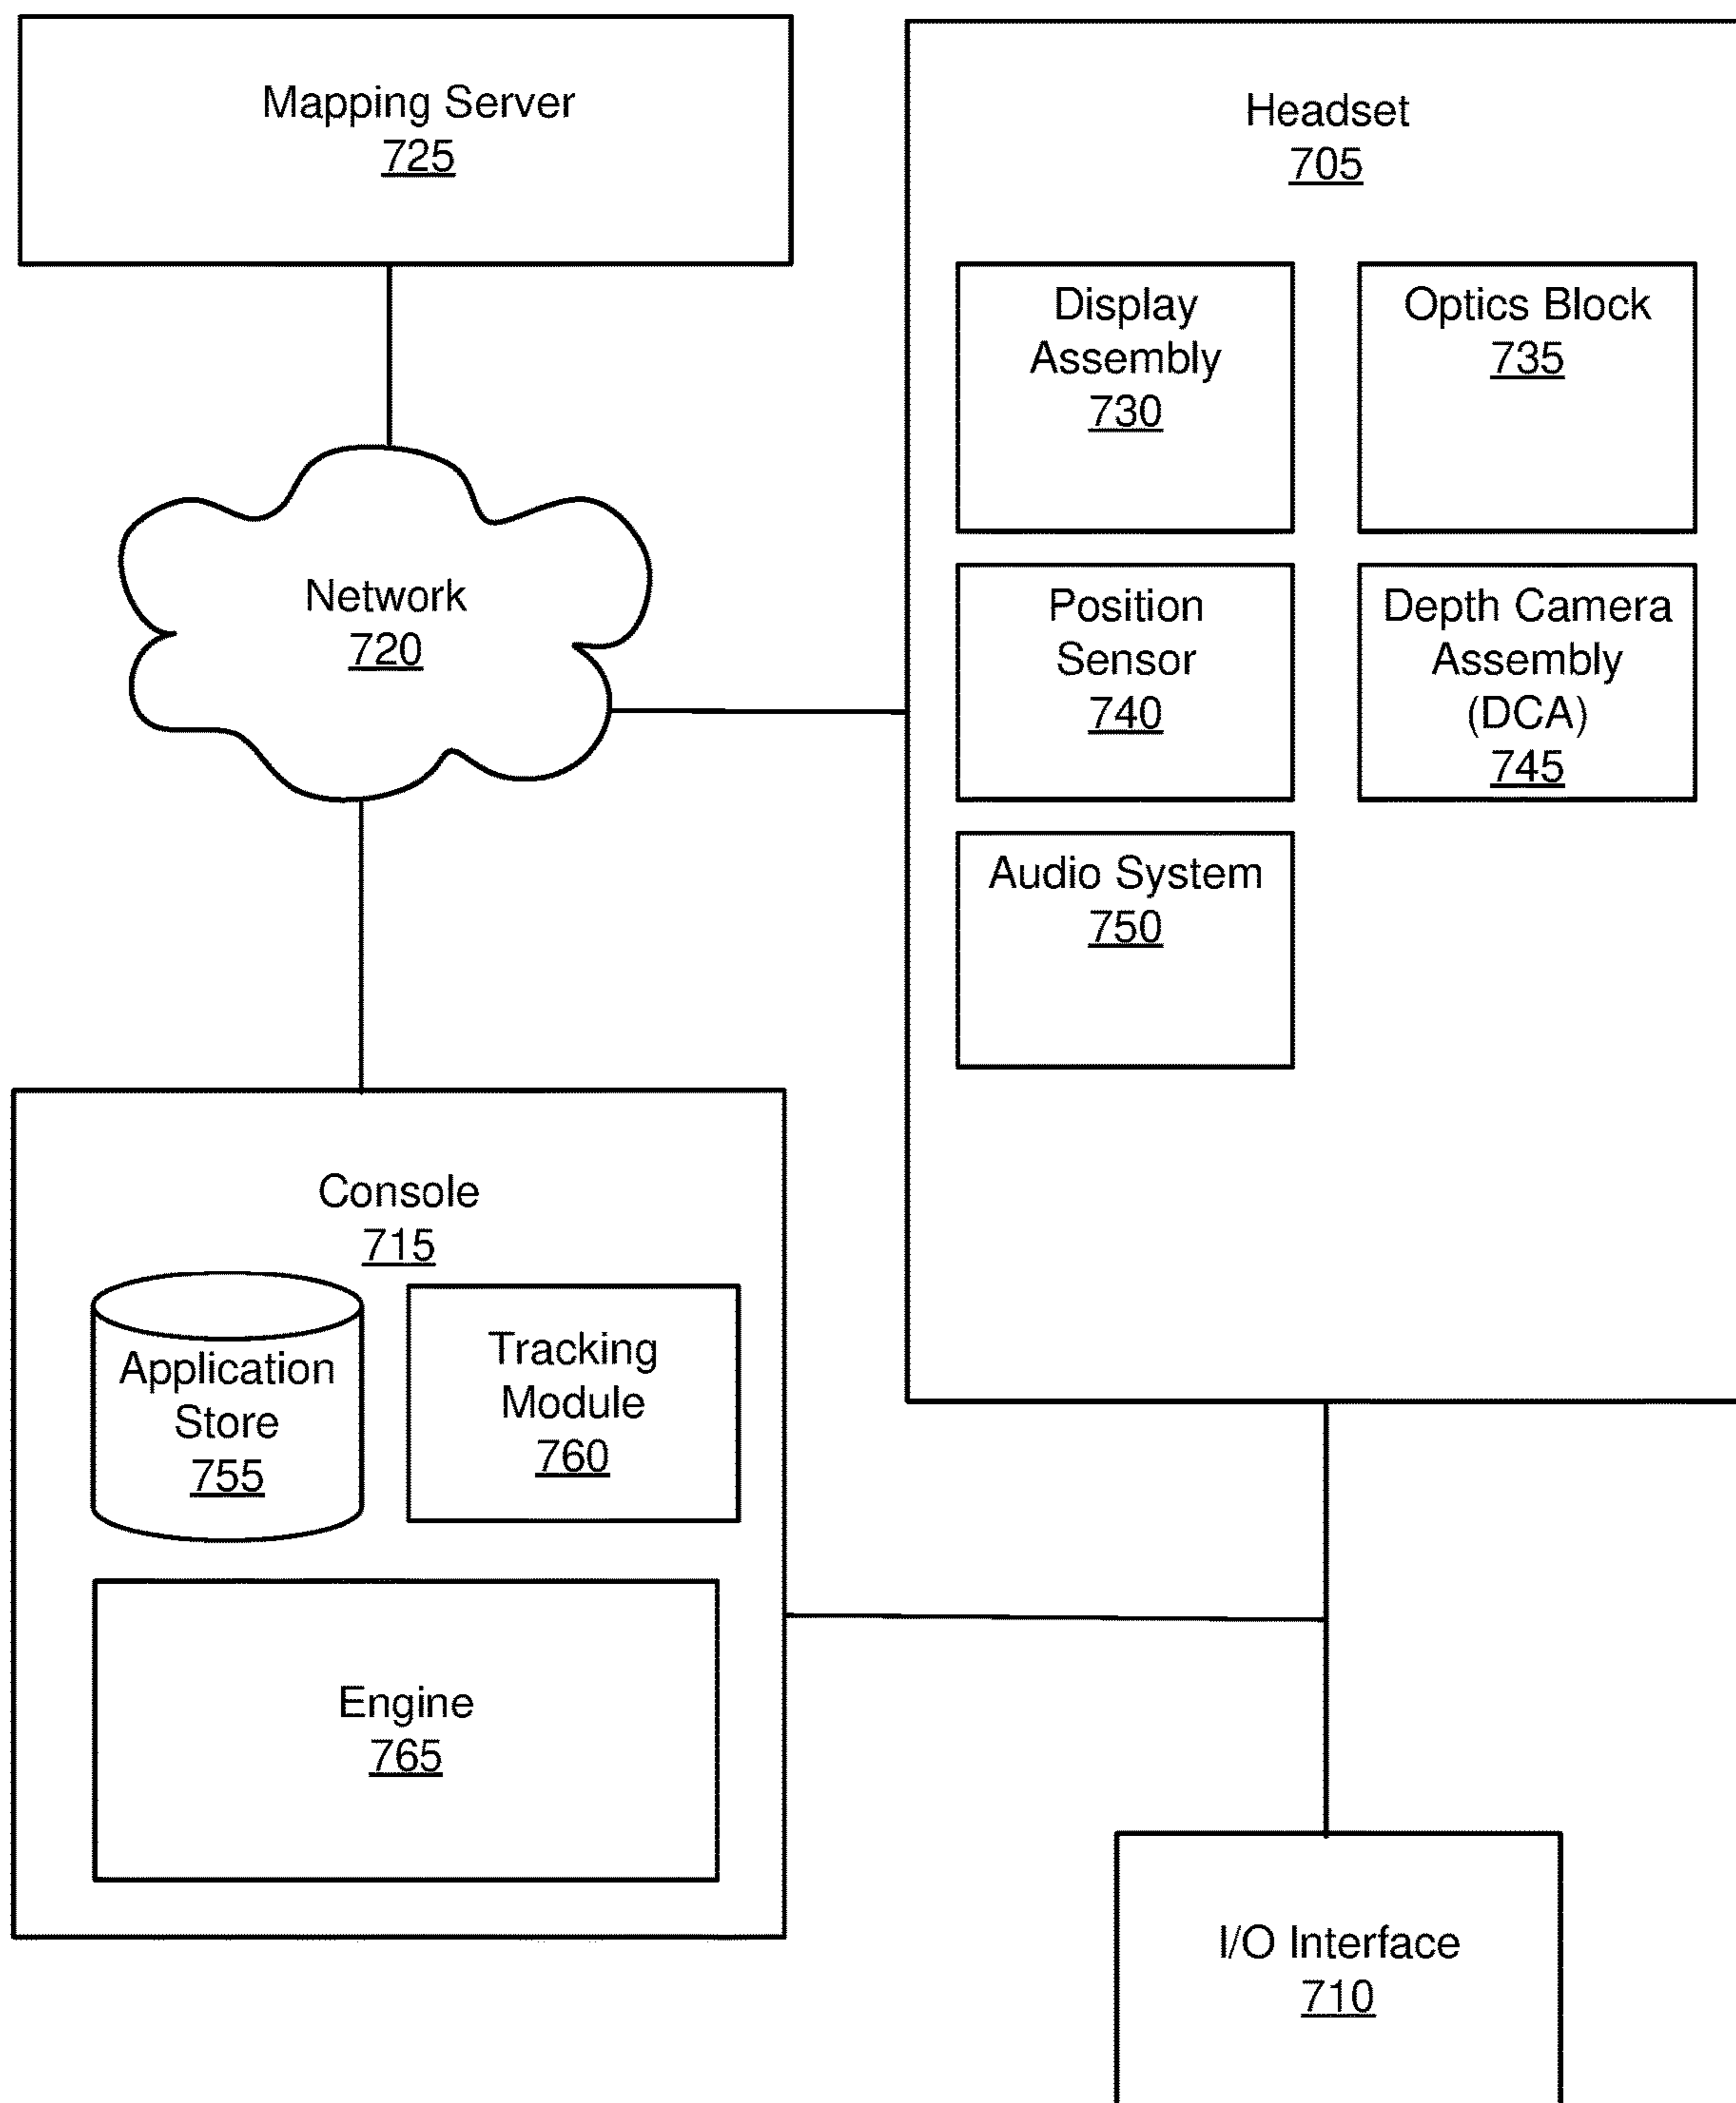 Mapping Server
725
Headset
705
Display
Assembly
730
Optics Block
735
Position
Sensor
740
Depth Camera
Assembly
(DCA)
745
Audio System
750
Network
720
Console
715
Application
Store
755
Tracking
Module
760
Engine
765
I/O Interface
710